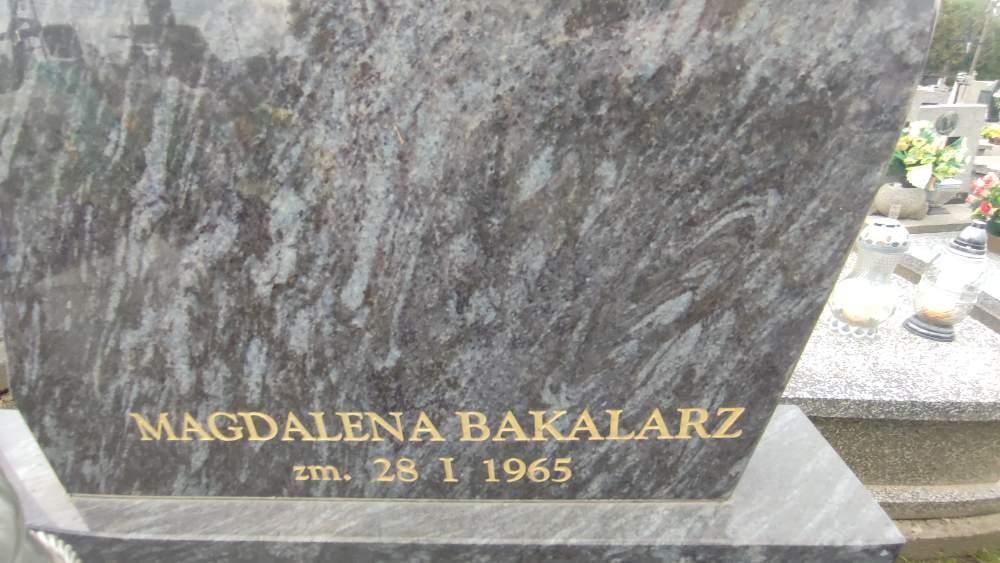 MAGDALENA BAKALARZ
zm. 28 I 1965